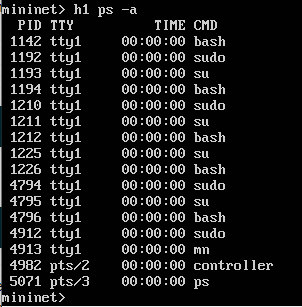 mininet> h1 ps -a
  PID TTY          TIME CMD
 1142 tty1     00:00:00 bash
 1192 tty1     00:00:00 sudo
 1193 tty1     00:00:00 su
 1194 tty1     00:00:00 bash
 1210 tty1     00:00:00 sudo
 1211 tty1     00:00:00 su
 1212 tty1     00:00:00 bash
 1225 tty1     00:00:00 su
 1226 tty1     00:00:00 bash
 4794 tty1     00:00:00 sudo
 4795 tty1     00:00:00 su
 4796 tty1     00:00:00 bash
 4912 tty1     00:00:00 sudo
 4913 tty1     00:00:00 mn
 4982 pts/2    00:00:00 controller
 5071 pts/3    00:00:00 ps
mininet>